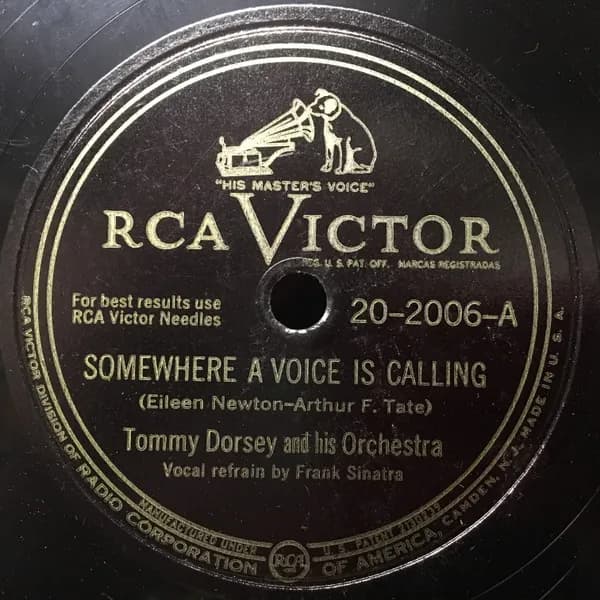 "HIS MASTER'S VOICE"
RCA VICTOR
REG. U. S. PAT. OFF. MARCAS REGISTRADAS
For best results use
RCA Victor Needles
20-2006-A
SOMEWHERE A VOICE IS CALLING
(Eileen Newton-Arthur F. Tate)
Tommy Dorsey and his Orchestra
Vocal refrain by Frank Sinatra
RCA VICTOR DIVISION OF RADIO CORPORATION OF AMERICA, CAMDEN, N. J. MADE IN U. S. A.
MANUFACTURED UNDER
RCA
U. S. PATENT